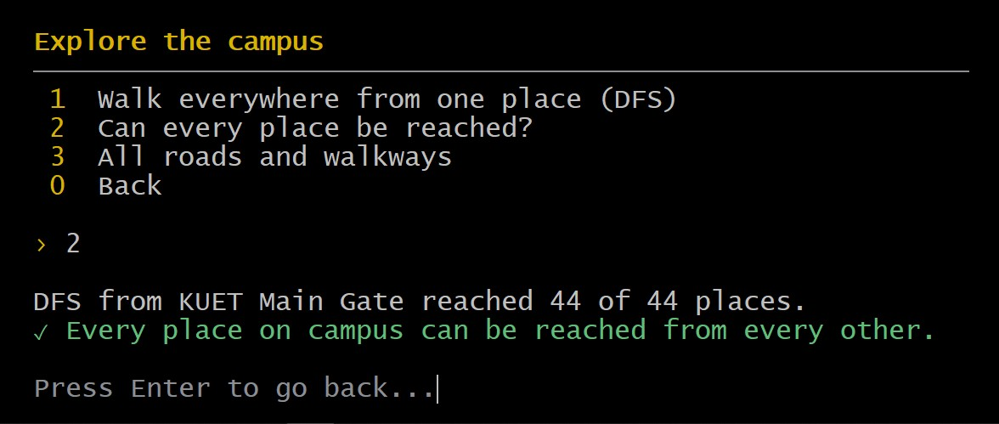 Explore the campus
1 Walk everywhere from one place (DFS)
2 Can every place be reached?
3 All roads and walkways
0 Back
› 2
DFS from KUET Main Gate reached 44 of 44 places.
✓ Every place on campus can be reached from every other.
Press Enter to go back...